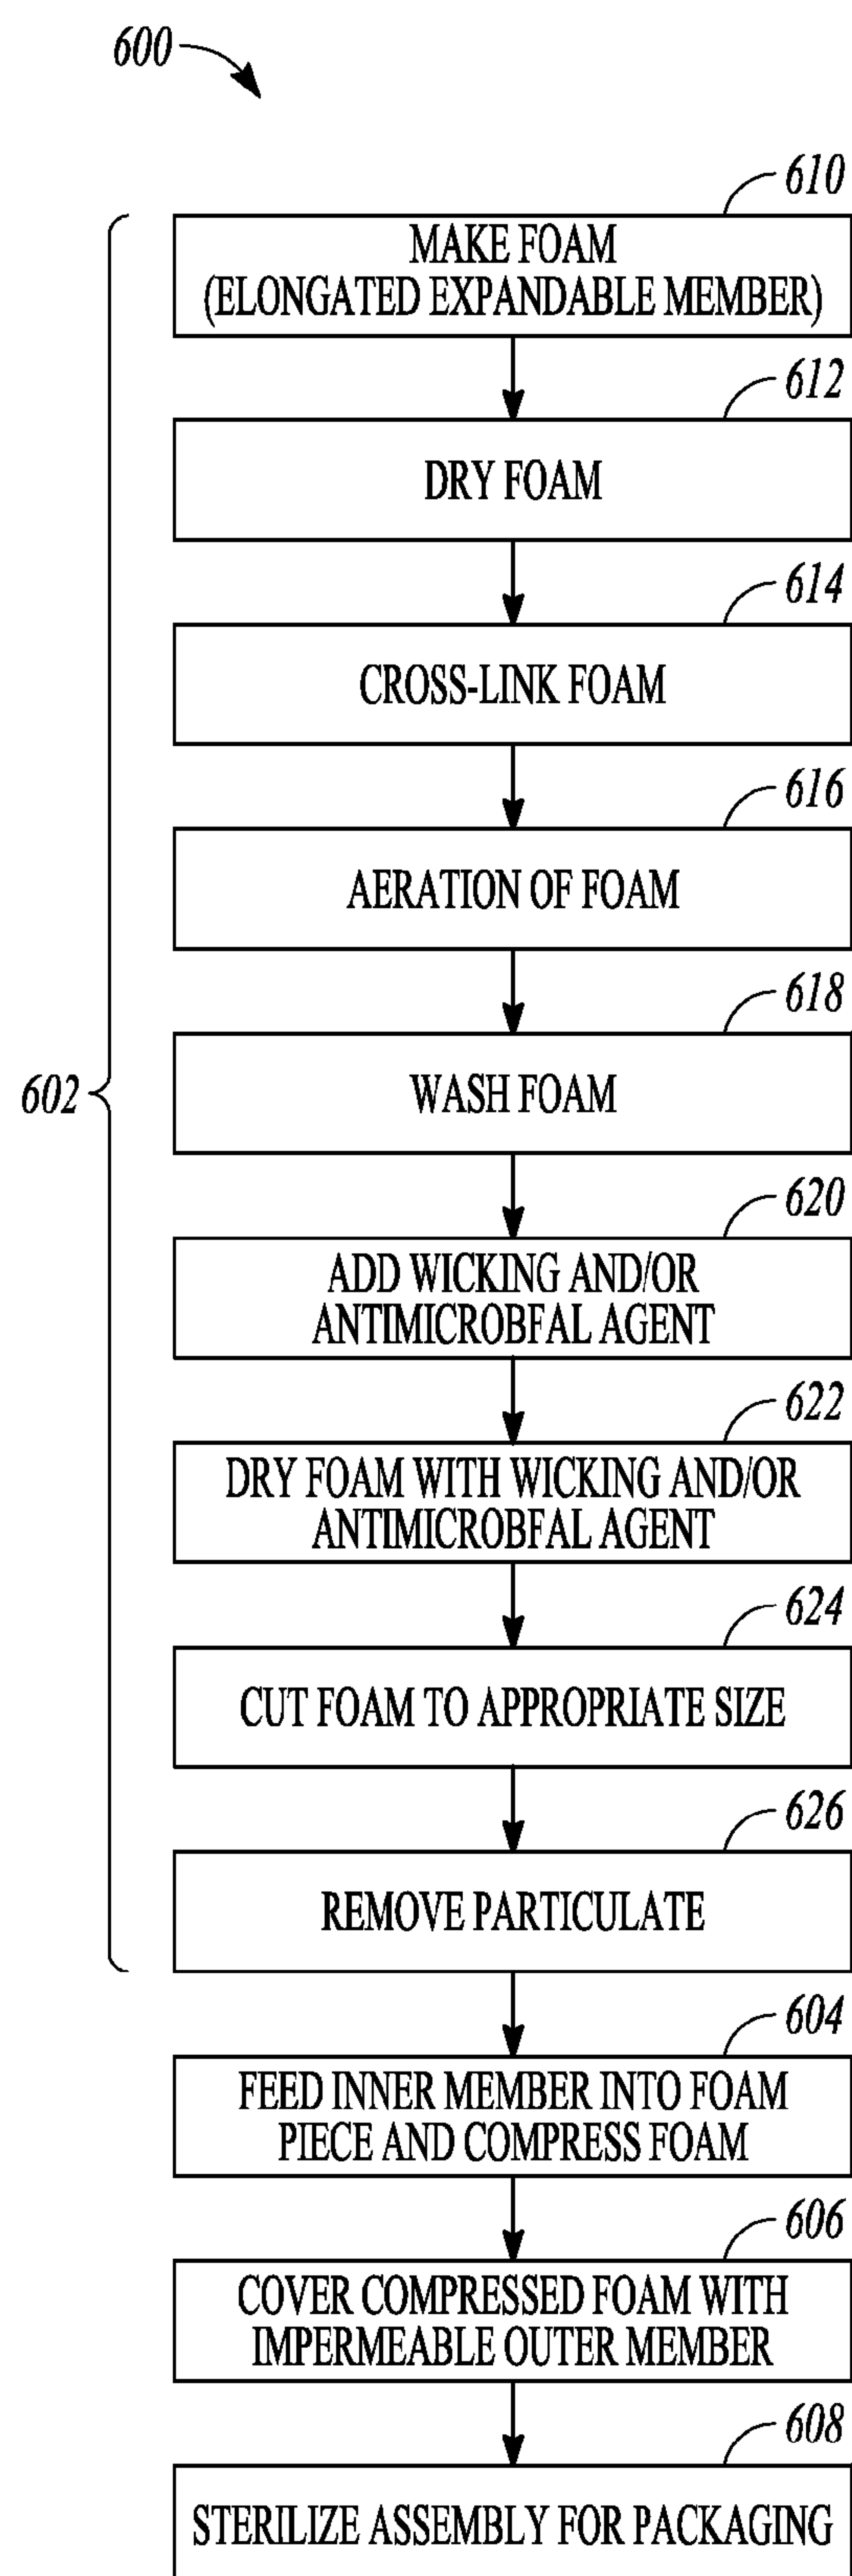 600
610
MAKE FOAM
(ELONGATED EXPANDABLE MEMBER)
612
DRY FOAM
614
CROSS-LINK FOAM
616
AERATION OF FOAM
618
WASH FOAM
602
620
ADD WICKING AND/OR
ANTIMICROBFAL AGENT
622
DRY FOAM WITH WICKING AND/OR
ANTIMICROBFAL AGENT
624
CUT FOAM TO APPROPRIATE SIZE
626
REMOVE PARTICULATE
604
FEED INNER MEMBER INTO FOAM
PIECE AND COMPRESS FOAM
606
COVER COMPRESSED FOAM WITH
IMPERMEABLE OUTER MEMBER
608
STERILIZE ASSEMBLY FOR PACKAGING